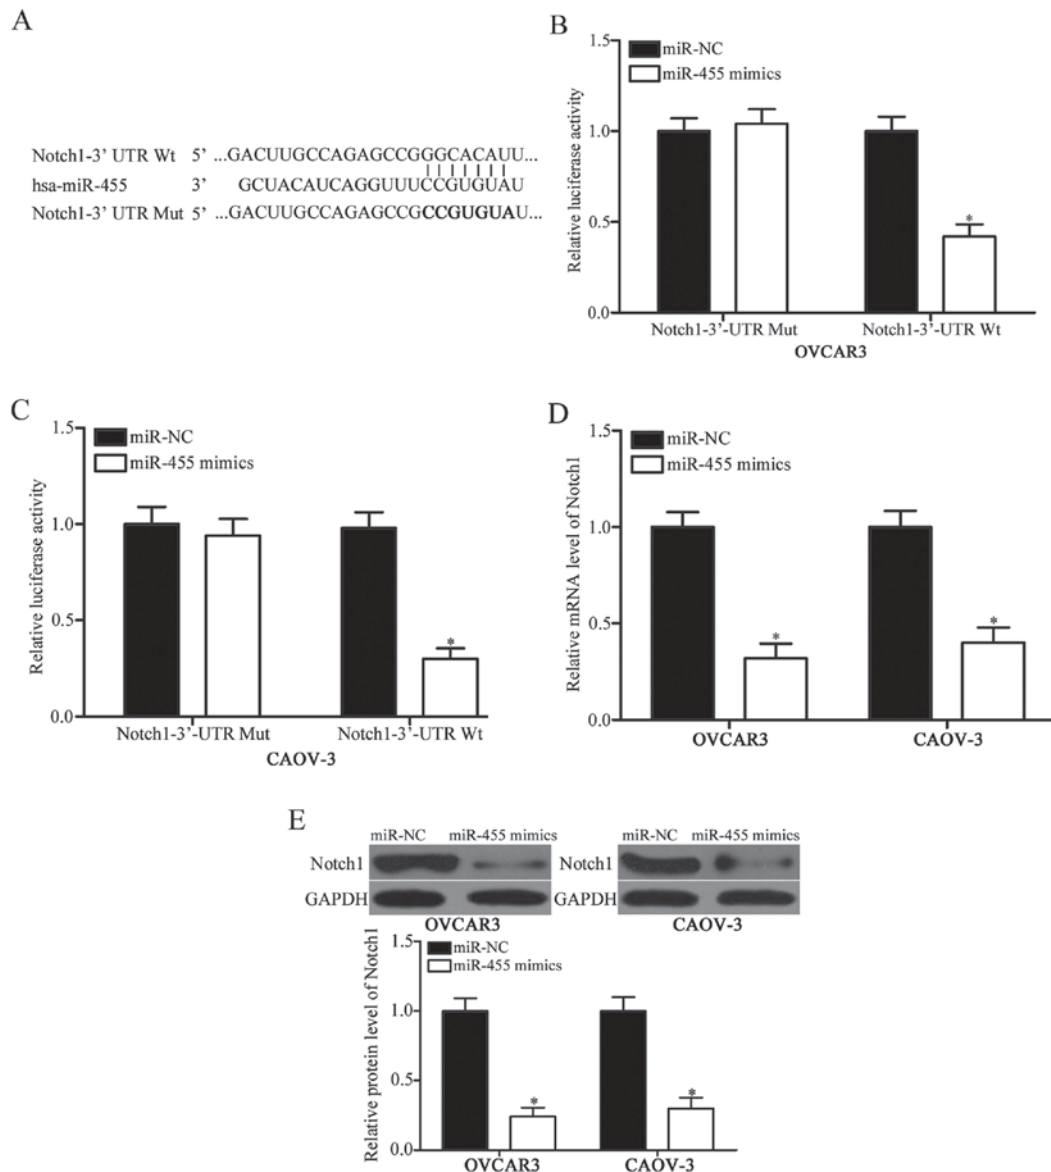 A
Notch1-3' UTR Wt 5' ...GACUUGCCAGAGCCGGGCACAUU...
hsa-miR-455 3' GCUACAUCAGGUUUCCGUGUAU
Notch1-3' UTR Mut 5' ...GACUUGCCAGAGCCGCCGUGUAU...
B
Relative luciferase activity
1.5
1.0
0.5
0.0
miR-NC
miR-455 mimics
*
Notch1-3'-UTR Mut Notch1-3'-UTR Wt
OVCAR3
C
Relative luciferase activity
1.5
1.0
0.5
0.0
miR-NC
miR-455 mimics
*
Notch1-3'-UTR Mut Notch1-3'-UTR Wt
CAOV-3
D
Relative mRNA level of Notch1
1.5
1.0
0.5
0.0
miR-NC
miR-455 mimics
* *
OVCAR3 CAOV-3
E
miR-NC miR-455 mimics miR-NC miR-455 mimics
Notch1 Notch1
GAPDH GAPDH
OVCAR3 CAOV-3
Relative protein level of Notch1
1.5
1.0
0.5
0.0
miR-NC
miR-455 mimics
* *
OVCAR3 CAOV-3